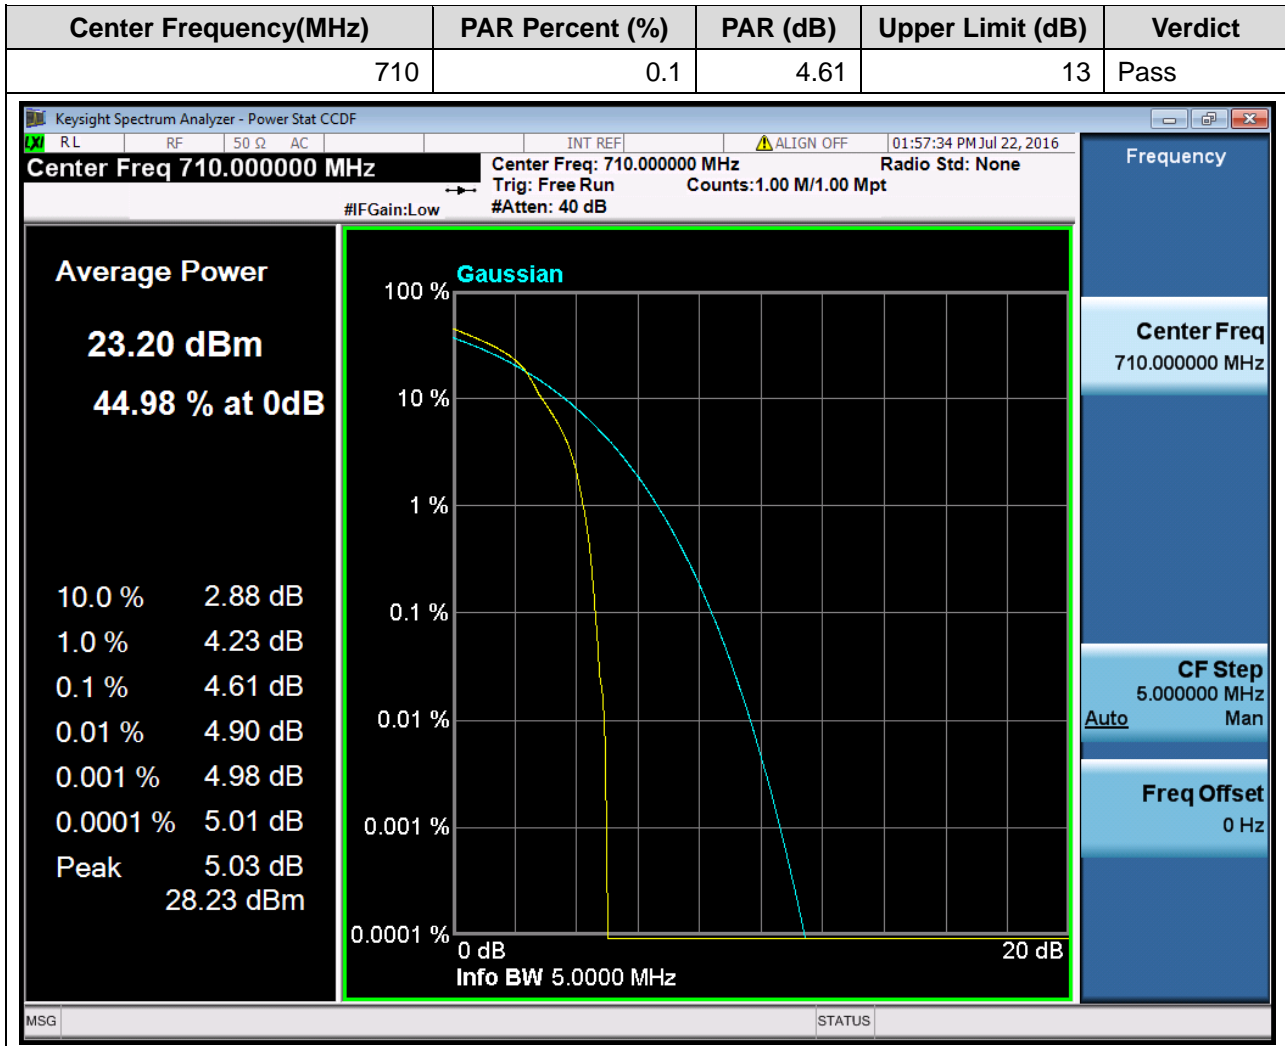 Center Frequency(MHz) PAR Percent (%) PAR (dB) Upper Limit (dB) Verdict
710 0.1 4.61 13 Pass
Keysight Spectrum Analyzer - Power Stat CCDF
LXI RL RF 50 Ω AC INT REF ALIGN OFF 01:57:34 PM Jul 22, 2016
Center Freq 710.000000 MHz
#IFGain:Low
Center Freq: 710.000000 MHz Radio Std: None
Trig: Free Run Counts:1.00 M/1.00 Mpt
#Atten: 40 dB
Average Power
23.20 dBm
44.98 % at 0dB
10.0 % 2.88 dB
1.0 % 4.23 dB
0.1 % 4.61 dB
0.01 % 4.90 dB
0.001 % 4.98 dB
0.0001 % 5.01 dB
Peak 5.03 dB
28.23 dBm
Gaussian
100 %
10 %
1 %
0.1 %
0.01 %
0.001 %
0.0001 %
0 dB 20 dB
Info BW 5.0000 MHz
Frequency
Center Freq
710.000000 MHz
CF Step
5.000000 MHz
Auto Man
Freq Offset
0 Hz
MSG STATUS